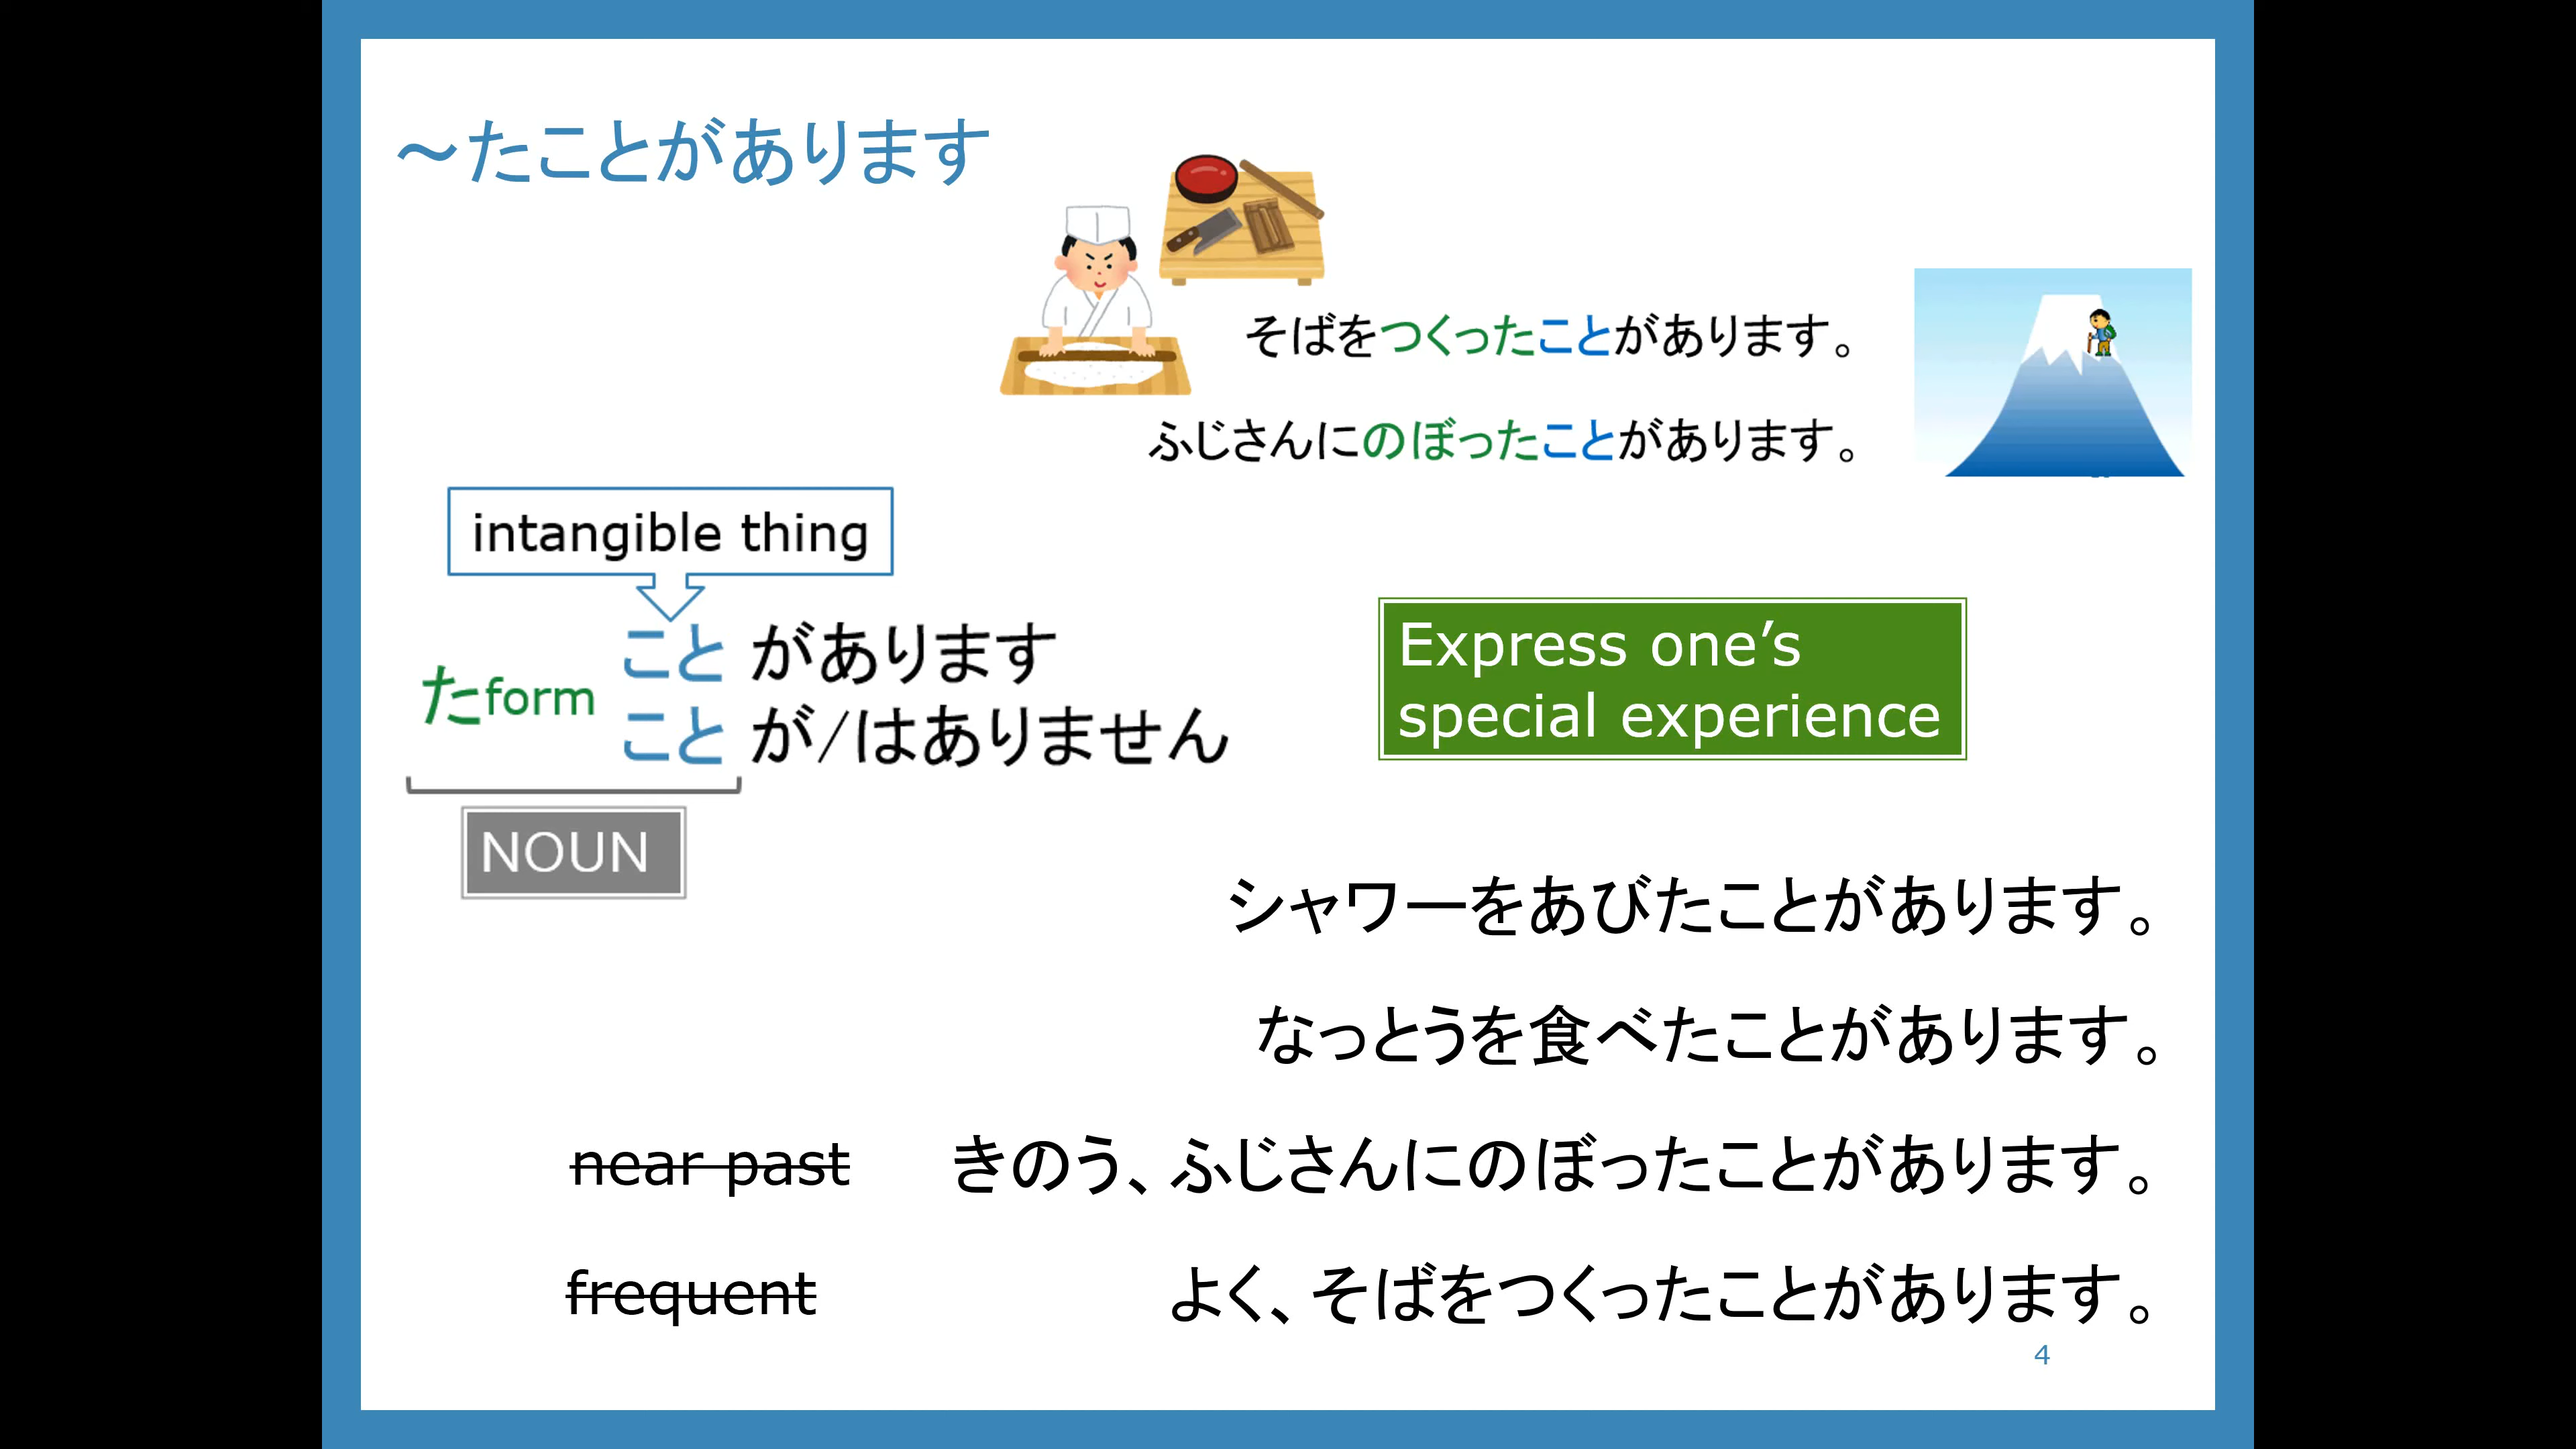 ～たことがあります
そばをつくったことがあります。
ふじさんにのぼったことがあります。
intangible thing
たform
こと があります
こと が/はありません
NOUN
Express one’s
special experience
シャワーをあびたことがあります。
なっとうを食べたことがあります。
near past
きのう、ふじさんにのぼったことがあります。
frequent
よく、そばをつくったことがあります。
4